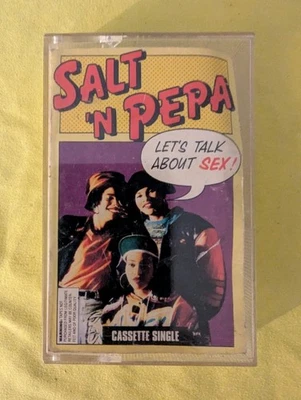 SALT
'N PEPA
LET'S TALK
ABOUT SEX!
CASSETTE SINGLE